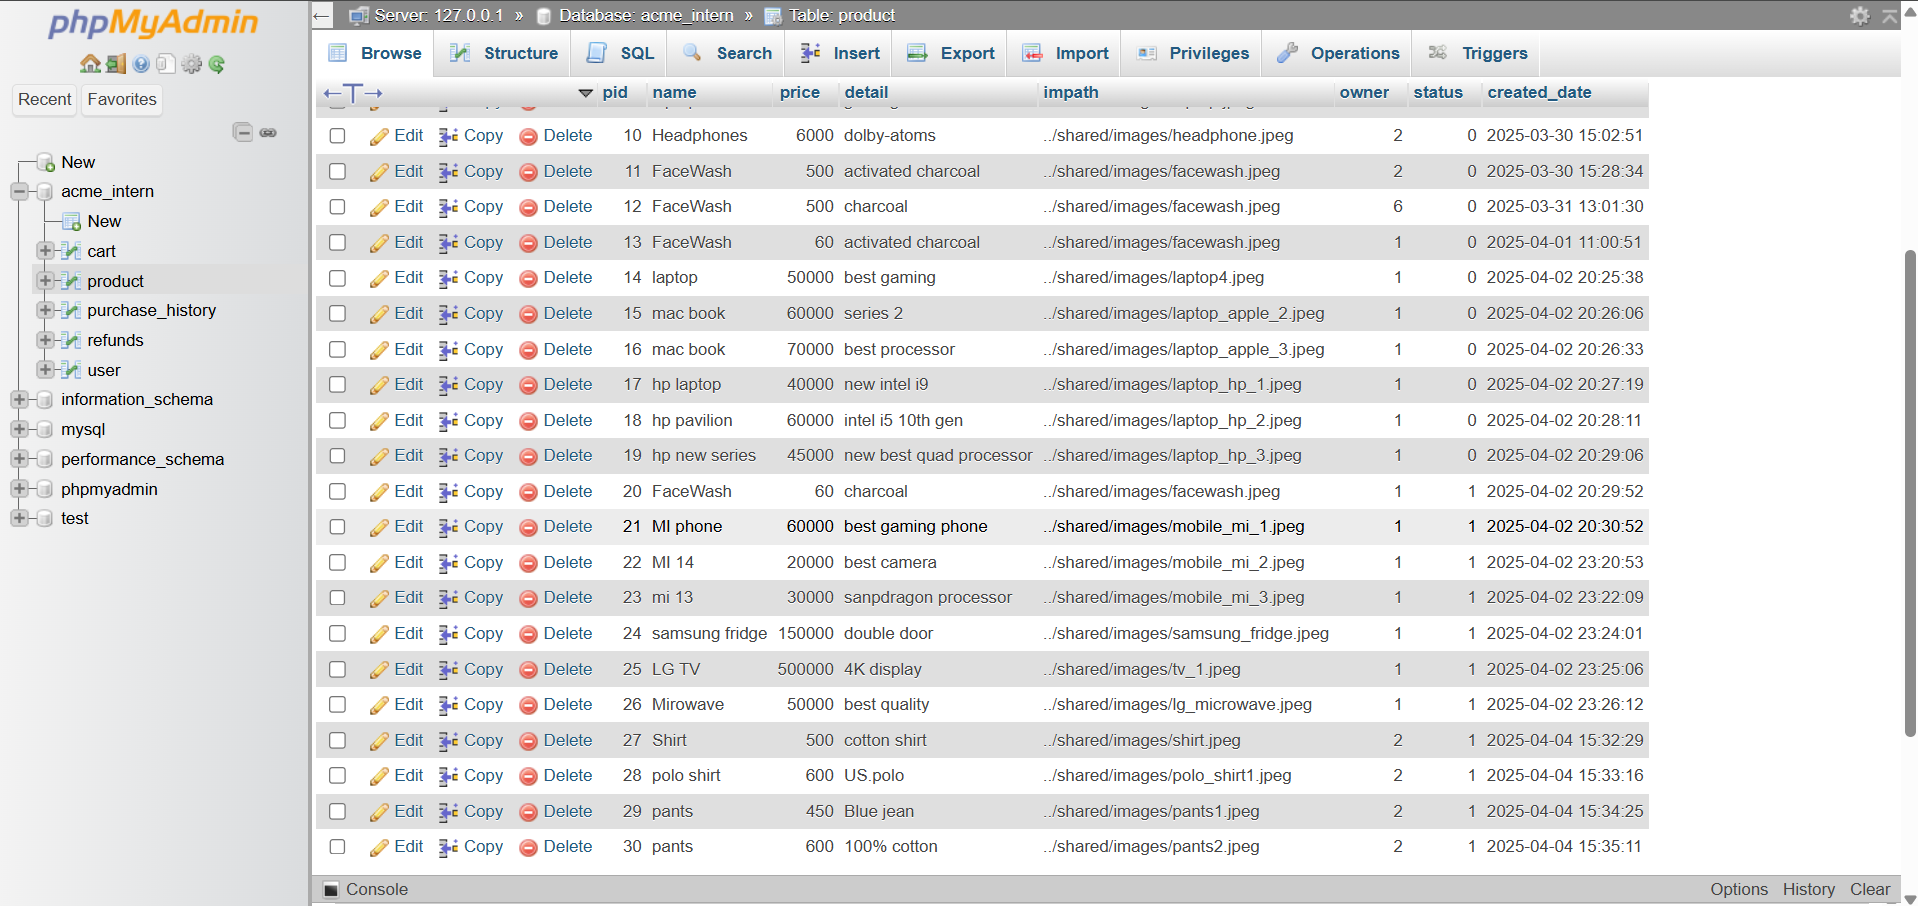 phpMyAdmin
Recent Favorites
New
acme_intern
New
cart
product
purchase_history
refunds
user
information_schema
mysql
performance_schema
phpmyadmin
test
Server: 127.0.0.1 » Database: acme_intern » Table: product
Browse Structure SQL Search Insert Export Import Privileges Operations Triggers
←T→ pid name price detail impath owner status created_date
Edit Copy Delete 10 Headphones 6000 dolby-atoms ../shared/images/headphone.jpeg 2 0 2025-03-30 15:02:51
Edit Copy Delete 11 FaceWash 500 activated charcoal ../shared/images/facewash.jpeg 2 0 2025-03-30 15:28:34
Edit Copy Delete 12 FaceWash 500 charcoal ../shared/images/facewash.jpeg 6 0 2025-03-31 13:01:30
Edit Copy Delete 13 FaceWash 60 activated charcoal ../shared/images/facewash.jpeg 1 0 2025-04-01 11:00:51
Edit Copy Delete 14 laptop 50000 best gaming ../shared/images/laptop4.jpeg 1 0 2025-04-02 20:25:38
Edit Copy Delete 15 mac book 60000 series 2 ../shared/images/laptop_apple_2.jpeg 1 0 2025-04-02 20:26:06
Edit Copy Delete 16 mac book 70000 best processor ../shared/images/laptop_apple_3.jpeg 1 0 2025-04-02 20:26:33
Edit Copy Delete 17 hp laptop 40000 new intel i9 ../shared/images/laptop_hp_1.jpeg 1 0 2025-04-02 20:27:19
Edit Copy Delete 18 hp pavilion 60000 intel i5 10th gen ../shared/images/laptop_hp_2.jpeg 1 0 2025-04-02 20:28:11
Edit Copy Delete 19 hp new series 45000 new best quad processor ../shared/images/laptop_hp_3.jpeg 1 0 2025-04-02 20:29:06
Edit Copy Delete 20 FaceWash 60 charcoal ../shared/images/facewash.jpeg 1 1 2025-04-02 20:29:52
Edit Copy Delete 21 MI phone 60000 best gaming phone ../shared/images/mobile_mi_1.jpeg 1 1 2025-04-02 20:30:52
Edit Copy Delete 22 MI 14 20000 best camera ../shared/images/mobile_mi_2.jpeg 1 1 2025-04-02 23:20:53
Edit Copy Delete 23 mi 13 30000 sanpdragon processor ../shared/images/mobile_mi_3.jpeg 1 1 2025-04-02 23:22:09
Edit Copy Delete 24 samsung fridge 150000 double door ../shared/images/samsung_fridge.jpeg 1 1 2025-04-02 23:24:01
Edit Copy Delete 25 LG TV 500000 4K display ../shared/images/tv_1.jpeg 1 1 2025-04-02 23:25:06
Edit Copy Delete 26 Mirowave 50000 best quality ../shared/images/lg_microwave.jpeg 1 1 2025-04-02 23:26:12
Edit Copy Delete 27 Shirt 500 cotton shirt ../shared/images/shirt.jpeg 2 1 2025-04-04 15:32:29
Edit Copy Delete 28 polo shirt 600 US.polo ../shared/images/polo_shirt1.jpeg 2 1 2025-04-04 15:33:16
Edit Copy Delete 29 pants 450 Blue jean ../shared/images/pants1.jpeg 2 1 2025-04-04 15:34:25
Edit Copy Delete 30 pants 600 100% cotton ../shared/images/pants2.jpeg 2 1 2025-04-04 15:35:11
Console Options History Clear